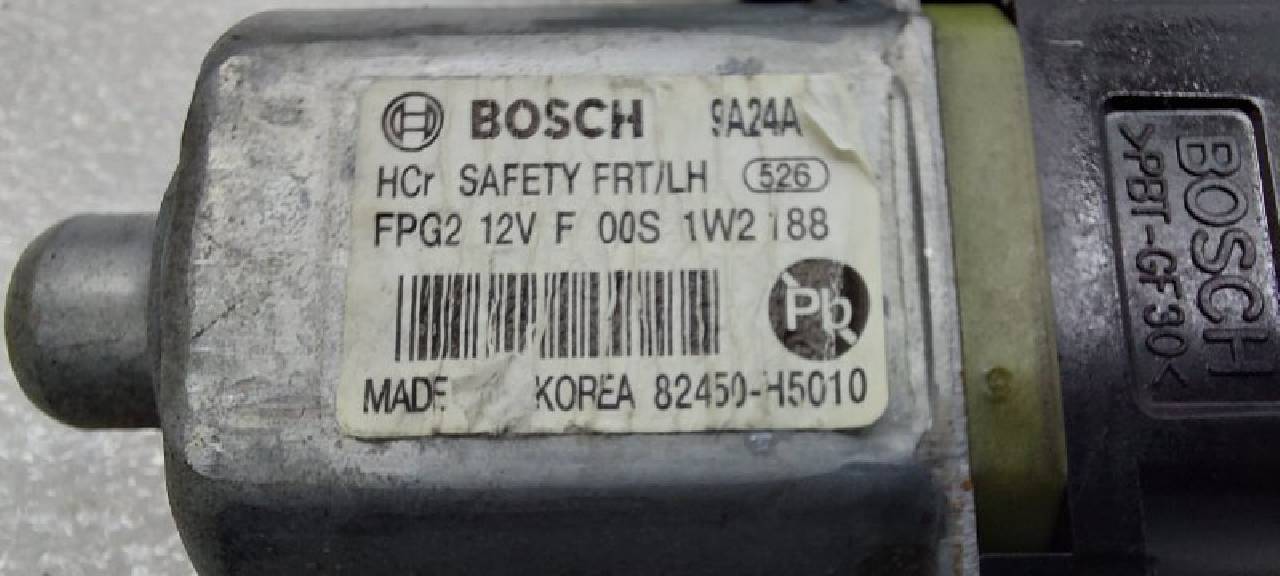 BOSCH 9A24A
HCr SAFETY FRT/LH 526
FPG2 12V F 00S 1W2 188
Pb
MADE KOREA 82450-H5010
BOSCH
>PBT-GF30<